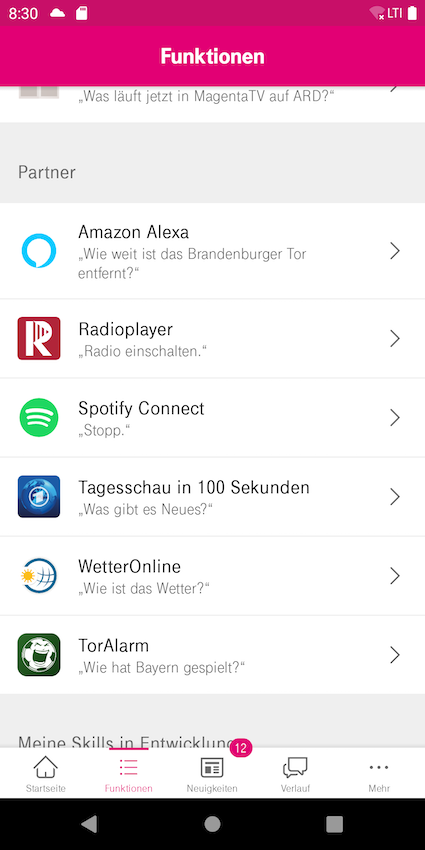 8:30
LTE
Funktionen
„Was läuft jetzt in MagentaTV auf ARD?“
Partner
Amazon Alexa
„Wie weit ist das Brandenburger Tor
entfernt?“
Radioplayer
„Radio einschalten.“
Spotify Connect
„Stopp.“
Tagesschau in 100 Sekunden
„Was gibt es Neues?“
WetterOnline
„Wie ist das Wetter?“
TorAlarm
„Wie hat Bayern gespielt?“
Meine Skills in Entwicklung
12
Startseite
Funktionen
Neuigkeiten
Verlauf
Mehr